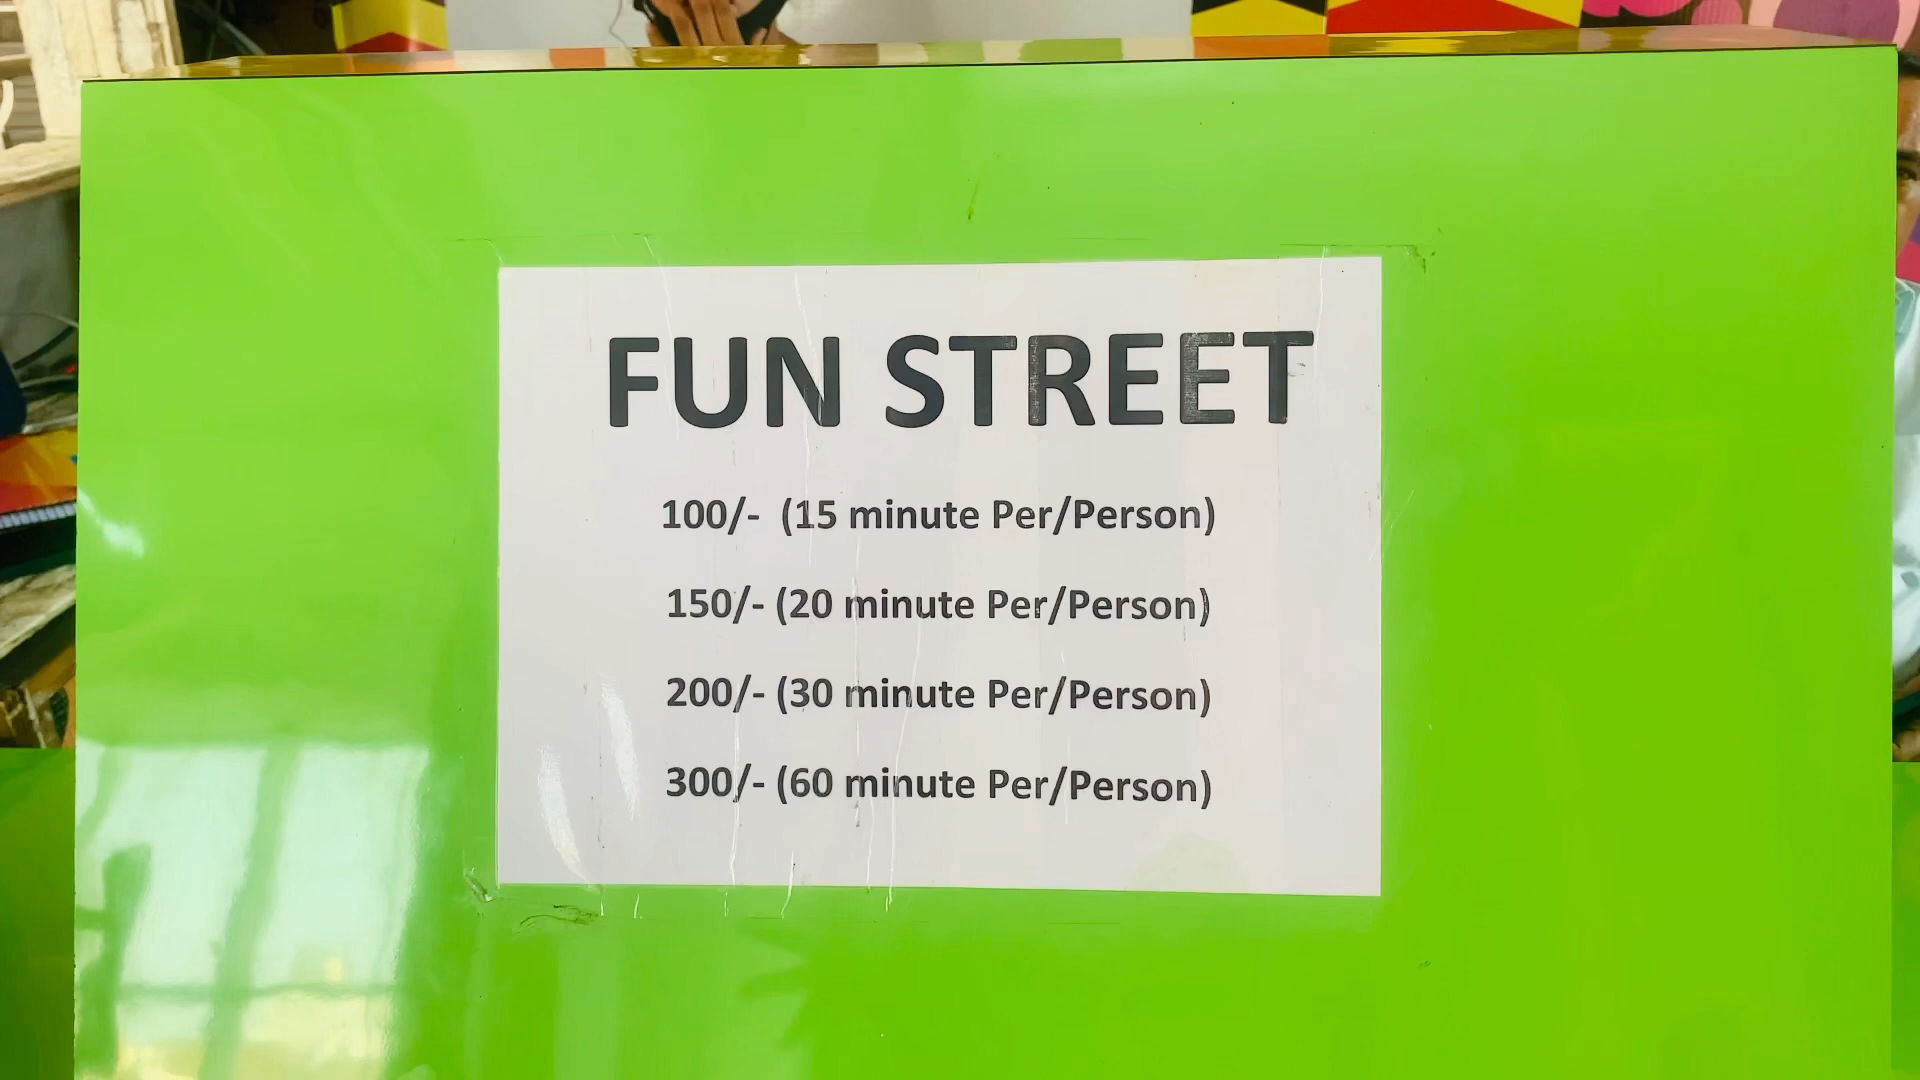 FUN STREET
100/- (15 minute Per/Person)
150/- (20 minute Per/Person)
200/- (30 minute Per/Person)
300/- (60 minute Per/Person)